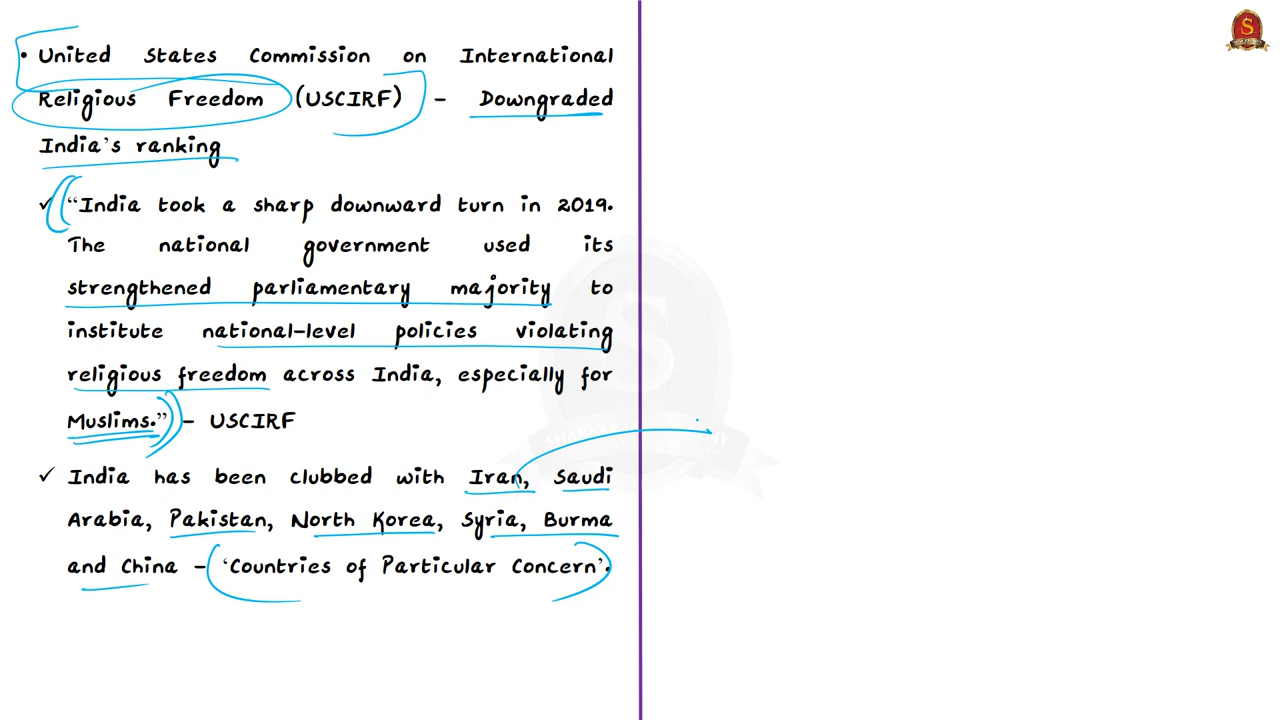 • United States Commission on International
Religious Freedom (USCIRF) – Downgraded
India's ranking
✓ “India took a sharp downward turn in 2019.
The national government used its
strengthened parliamentary majority to
institute national-level policies violating
religious freedom across India, especially for
Muslims.” – USCIRF
✓ India has been clubbed with Iran, Saudi
Arabia, Pakistan, North Korea, Syria, Burma
and China – ‘Countries of Particular Concern’.